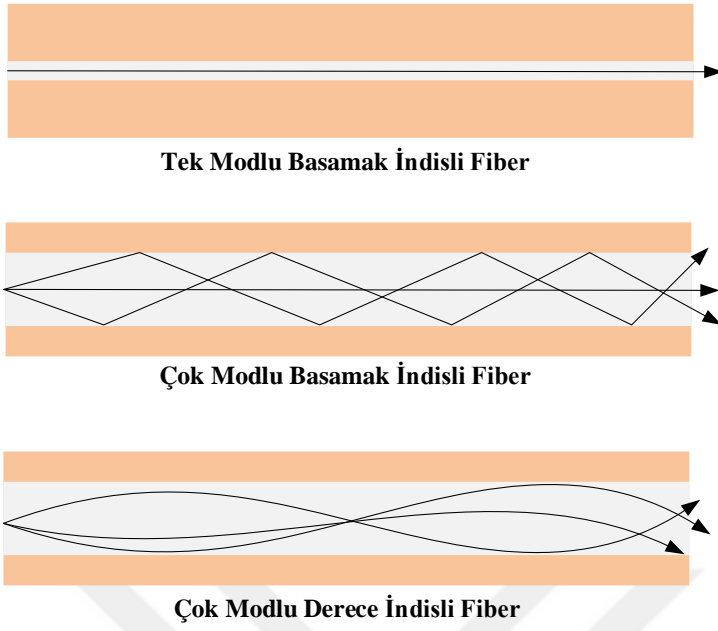 Tek Modlu Basamak İndisli Fiber
Çok Modlu Basamak İndisli Fiber
Çok Modlu Derece İndisli Fiber